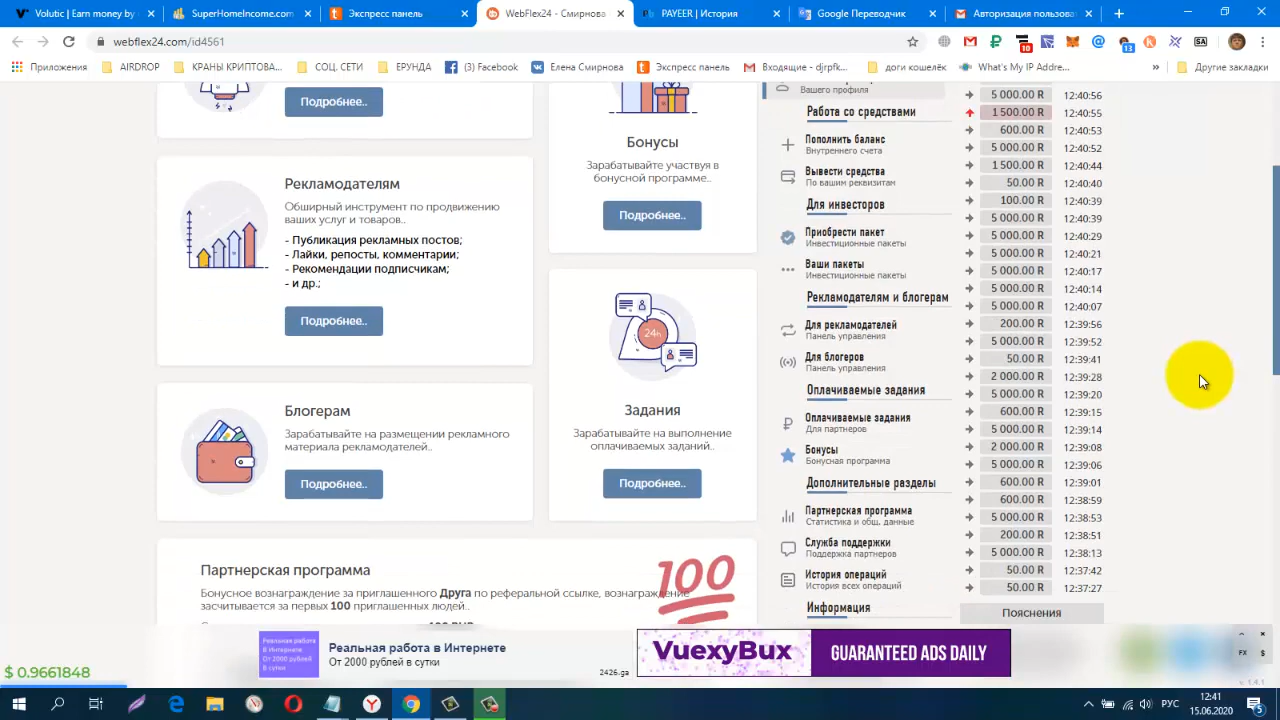 Volutic | Earn money by
SuperHomeIncome.com
Экспресс панель
WebFlex24 - Смирнова
PAYEER | История
Google Переводчик
Авторизация пользова
webflex24.com/id4561
10
13
Приложения
AIRDROP
КРАНЫ КРИПТОВА...
СОЦ. СЕТИ
ЕРУНДА
(3) Facebook
Елена Смирнова
Экспресс панель
Входящие - djrpfk...
доги кошелёк
What's My IP Addre...
»
Другие закладки
Подробнее..
Рекламодателям
Обширный инструмент по продвижению
ваших услуг и товаров..
- Публикация рекламных постов;
- Лайки, репосты, комментарии;
- Рекомендации подписчикам;
- и др.;
Подробнее..
Блогерам
Зарабатывайте на размещении рекламного
материала рекламодателей..
Подробнее..
Бонусы
Зарабатывайте участвуя в
бонусной программе..
Подробнее..
24h
Задания
Зарабатывайте на выполнение
оплачиваемых заданий..
Подробнее..
Партнерская программа
Бонусное вознаграждение за приглашенного Друга по реферальной ссылке, вознаграждение
засчитывается за первых 100 приглашенных людей..
100
Вашего профиля
Работа со средствами
Пополнить баланс
Внутреннего счета
Вывести средства
По вашим реквизитам
Для инвесторов
Приобрести пакет
Инвестиционные пакеты
Ваши пакеты
Инвестиционные пакеты
Рекламодателям и блогерам
Для рекламодателей
Панель управления
Для блогеров
Панель управления
Оплачиваемые задания
Оплачиваемые задания
Для партнеров
Бонусы
Бонусная программа
Дополнительные разделы
Партнерская программа
Статистика и общ. данные
Служба поддержки
Поддержка партнеров
История операций
История всех операций
Информация
5 000.00 R 12:40:56
1 500.00 R 12:40:55
600.00 R 12:40:53
5 000.00 R 12:40:52
1 500.00 R 12:40:44
50.00 R 12:40:40
100.00 R 12:40:39
5 000.00 R 12:40:39
5 000.00 R 12:40:29
5 000.00 R 12:40:21
5 000.00 R 12:40:17
5 000.00 R 12:40:14
5 000.00 R 12:40:07
200.00 R 12:39:56
5 000.00 R 12:39:52
50.00 R 12:39:41
2 000.00 R 12:39:28
5 000.00 R 12:39:20
600.00 R 12:39:15
5 000.00 R 12:39:14
2 000.00 R 12:39:08
5 000.00 R 12:39:06
600.00 R 12:39:01
600.00 R 12:38:59
5 000.00 R 12:38:53
200.00 R 12:38:51
5 000.00 R 12:38:13
50.00 R 12:37:42
50.00 R 12:37:27
Пояснения
Реальная работа
В Интернете
От 2000 рублей
в сутки
Реальная работа в Интернете
От 2000 рублей в сутки
2426.ga
VuexyBux
GUARANTEED ADS DAILY
FX $
v. 1.4.1
$ 0.9661848
РУС
12:41
15.06.2020